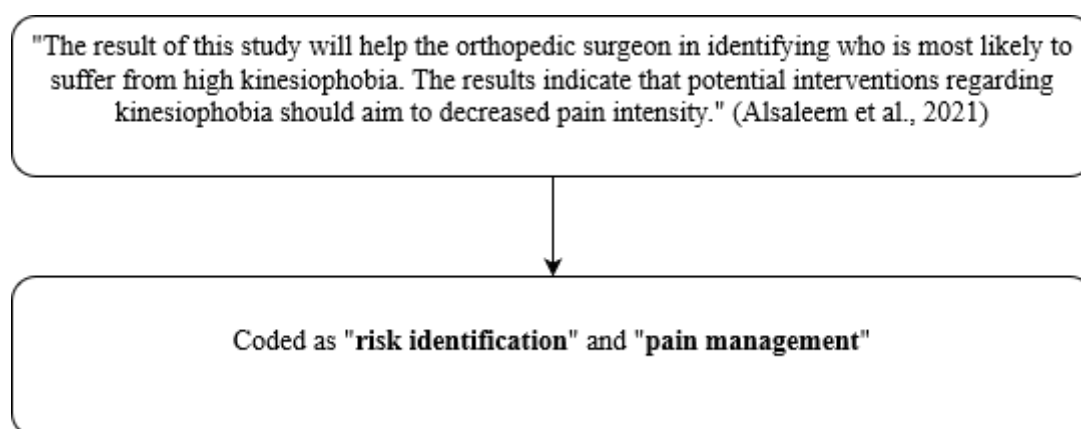 "The result of this study will help the orthopedic surgeon in identifying who is most likely to
suffer from high kinesiophobia. The results indicate that potential interventions regarding
kinesiophobia should aim to decreased pain intensity." (Alsaleem et al., 2021)
Coded as "risk identification" and "pain management"